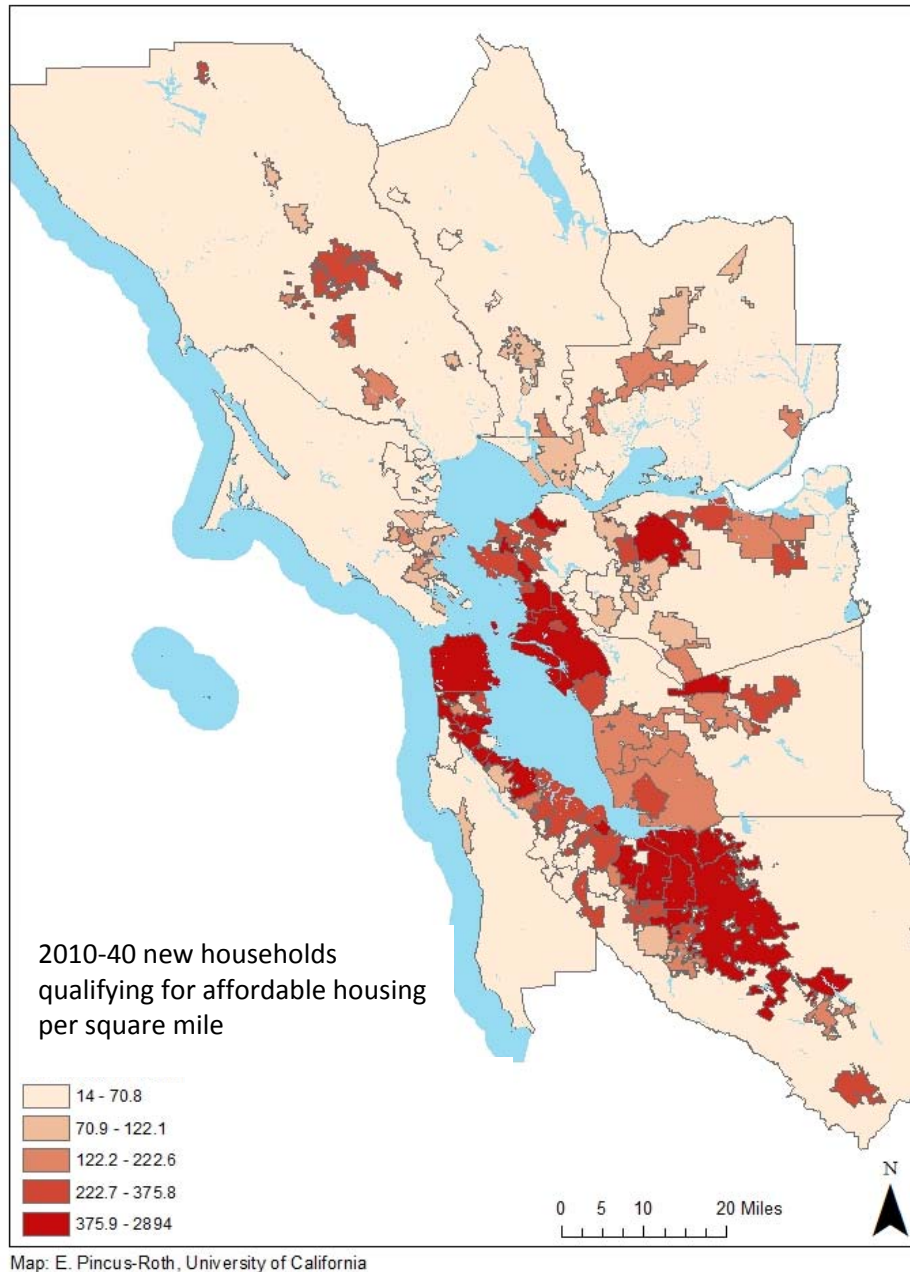 2010-40 new households
qualifying for affordable housing
per square mile
14 - 70.8
70.9 - 122.1
122.2 - 222.6
222.7 - 375.8
375.9 - 2894
N
0 5 10 20 Miles
Map: E. Pincus-Roth, University of California